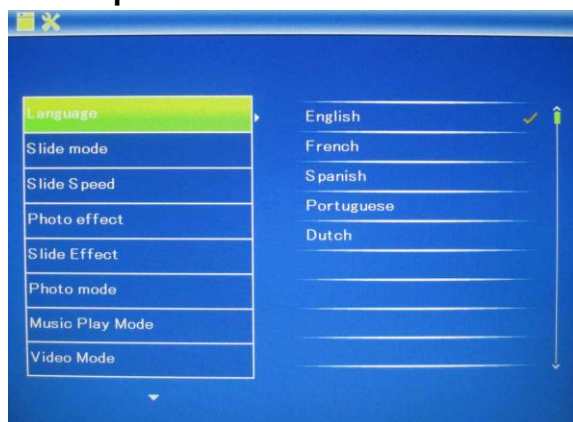 Language
Slide mode
Slide Speed
Photo effect
Slide Effect
Photo mode
Music Play Mode
Video Mode
English
French
Spanish
Portuguese
Dutch